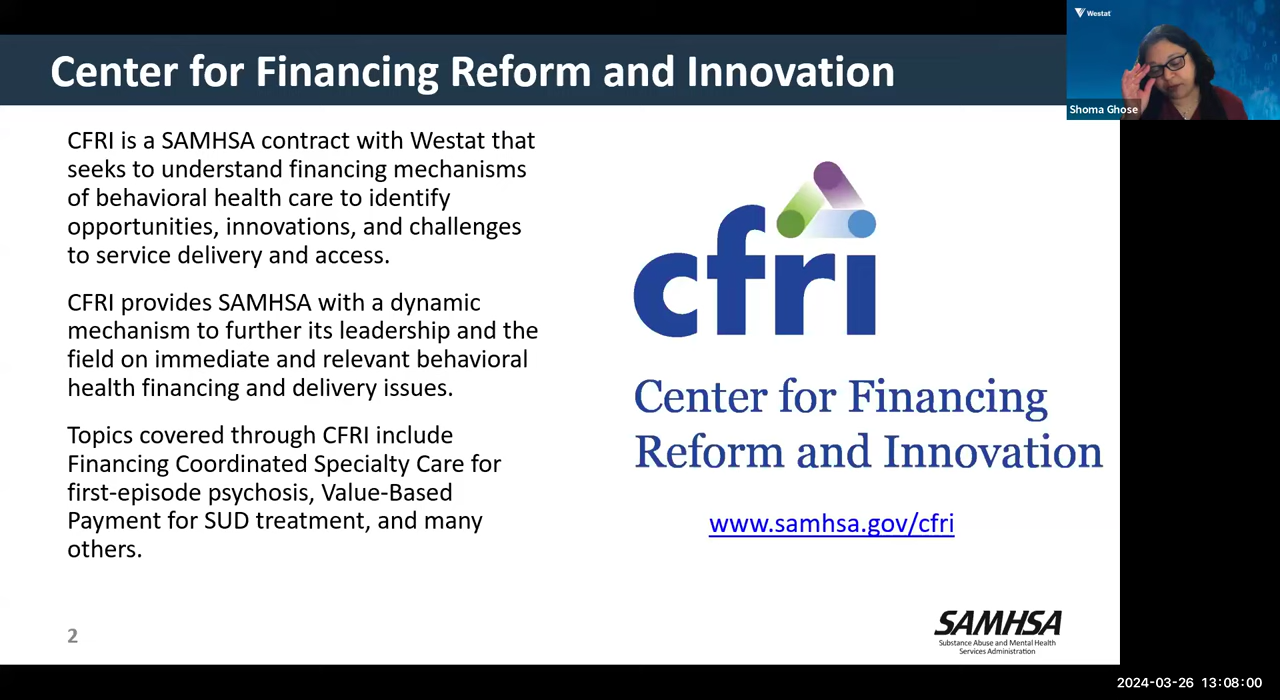 Center for Financing Reform and Innovation
Westat
Shoma Ghose
CFRI is a SAMHSA contract with Westat that
seeks to understand financing mechanisms
of behavioral health care to identify
opportunities, innovations, and challenges
to service delivery and access.
CFRI provides SAMHSA with a dynamic
mechanism to further its leadership and the
field on immediate and relevant behavioral
health financing and delivery issues.
Topics covered through CFRI include
Financing Coordinated Specialty Care for
first-episode psychosis, Value-Based
Payment for SUD treatment, and many
others.
cfri
Center for Financing
Reform and Innovation
www.samhsa.gov/cfri
2
SAMHSA
Substance Abuse and Mental Health
Services Administration
2024-03-26 13:08:00